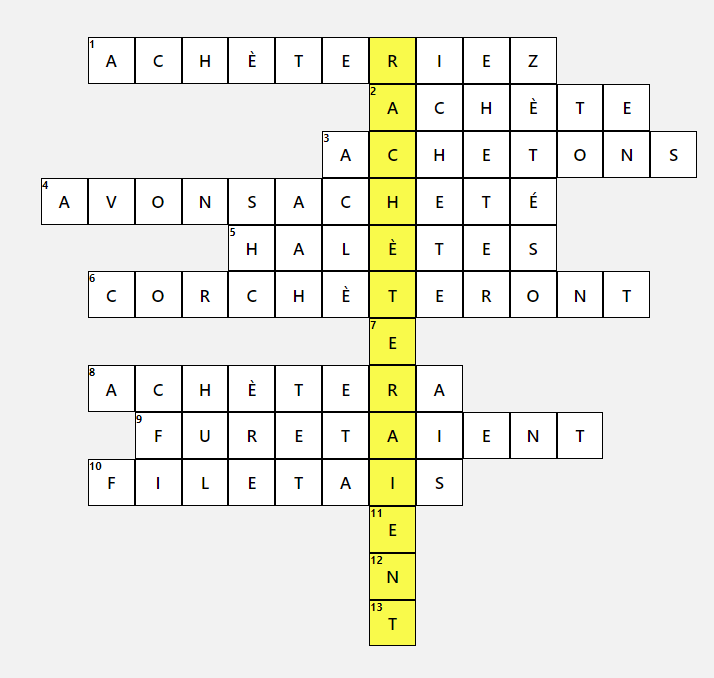 1 ACHÈTERIEZ
2 ACHÈTE
3 ACHETONS
4 AVONSACHETÉ
5 HALÈTES
6 CORCHÈTERONT
7 E
8 ACHÈTERA
9 FURETAIENT
10 FILETAIS
11 E
12 N
13 T